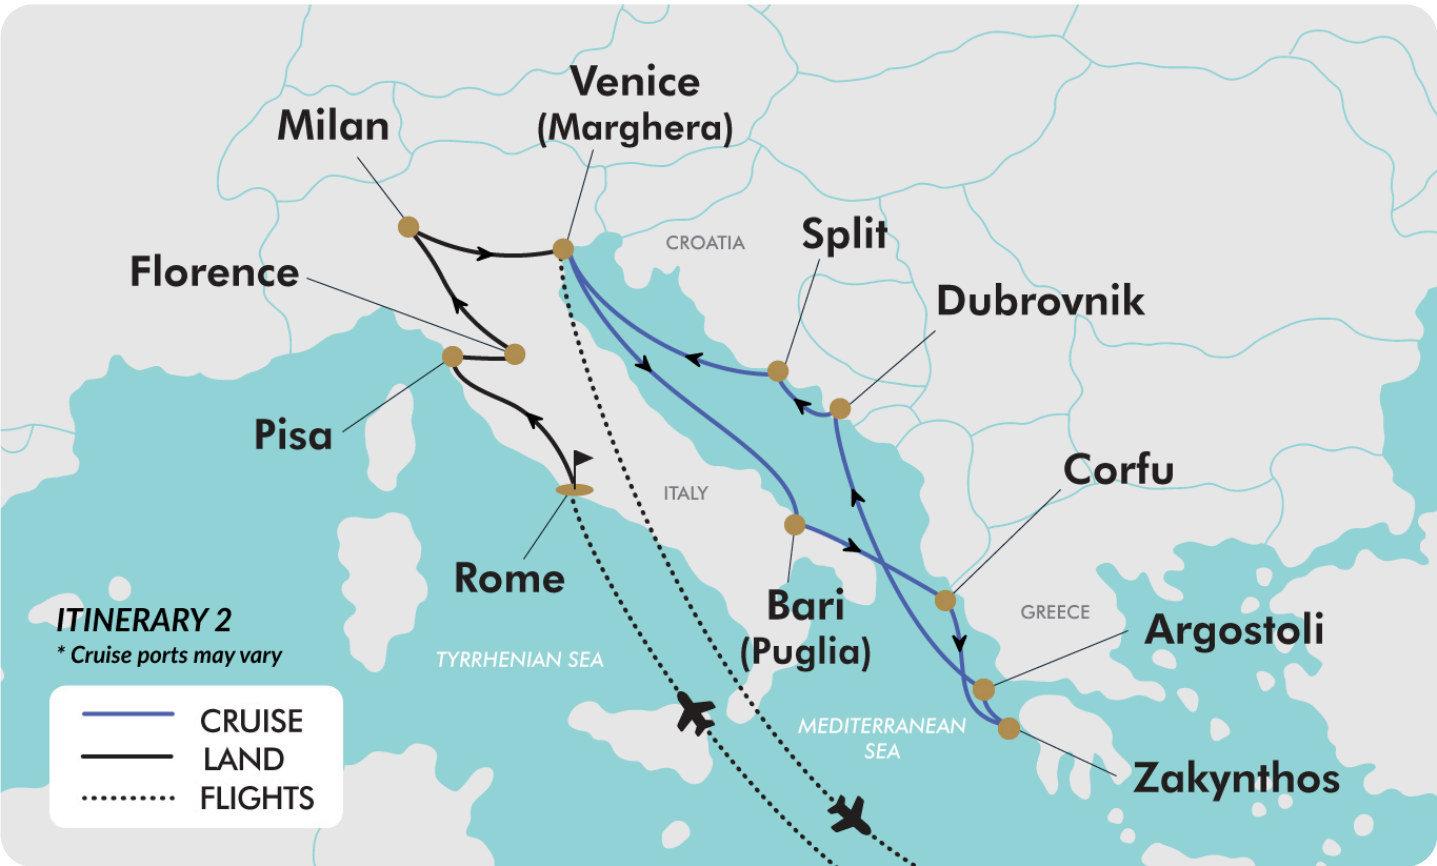 Venice
(Marghera)
Milan
CROATIA
Split
Florence
Dubrovnik
Pisa
ITALY
Corfu
Rome
Bari
(Puglia)
GREECE
Argostoli
ITINERARY 2
* Cruise ports may vary
TYRRHENIAN SEA
MEDITERRANEAN
SEA
Zakynthos
CRUISE
LAND
FLIGHTS